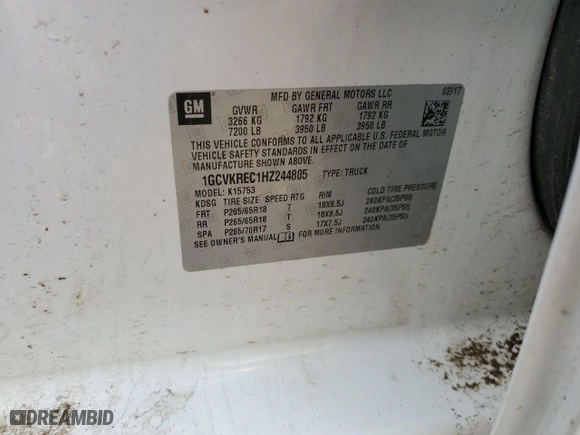 GM
MFD BY GENERAL MOTORS LLC 02/17
GVWR GAWR FRT GAWR RR
3266 KG 1792 KG 1792 KG
7200 LB 3950 LB 3950 LB
THIS VEHICLE CONFORMS TO ALL APPLICABLE U.S. FEDERAL MOTOR
VEHICLE SAFETY STANDARDS IN EFFECT ON THE DATE OF
MANUFACTURE SHOWN ABOVE.
1GCVKREC1HZ244805 TYPE: TRUCK
MODEL: K15753
KDSG TIRE SIZE SPEED RTG RIM COLD TIRE PRESSURE
FRT P265/65R18 T 18X8.5J 240KPA(35PSI)
RR P265/65R18 T 18X8.5J 240KPA(35PSI)
SPA P265/70R17 S 17X7.5J 240KPA(35PSI)
SEE OWNER'S MANUAL FOR MORE INFORMATION.
DREAMBID